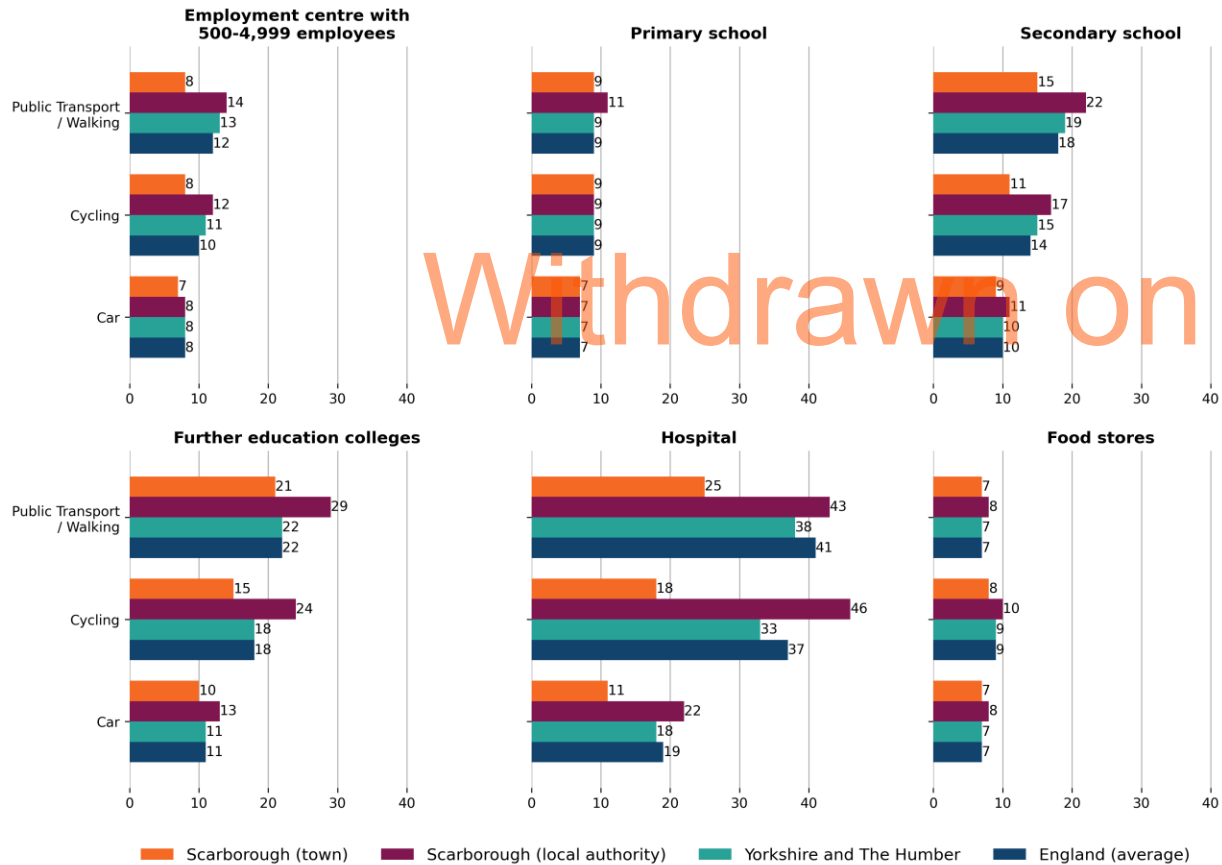 Employment centre with
500-4,999 employees
Primary school
Secondary school
Public Transport
/ Walking
8
14
13
12
9
11
9
9
15
22
19
18
Cycling
8
12
11
10
9
9
9
9
11
17
15
14
Car
7
8
8
8
7
7
7
7
9
11
10
10
Withdrawn on
0 10 20 30 40
0 10 20 30 40
0 10 20 30 40
Further education colleges
Hospital
Food stores
Public Transport
/ Walking
21
29
22
22
25
43
38
41
7
8
7
7
Cycling
15
24
18
18
18
46
33
37
8
10
9
9
Car
10
13
11
11
11
22
18
19
7
8
7
7
0 10 20 30 40
0 10 20 30 40
0 10 20 30 40
Scarborough (town)
Scarborough (local authority)
Yorkshire and The Humber
England (average)